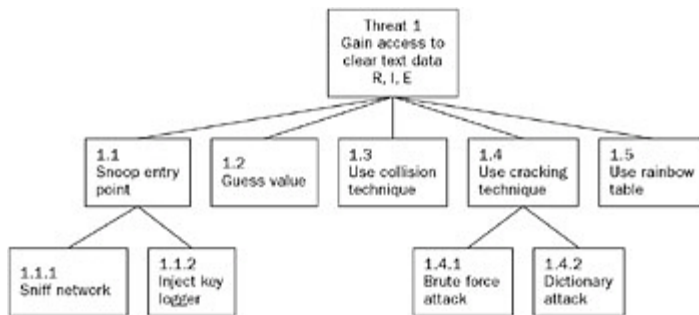 Threat 1
Gain access to
clear text data
R, I, E
1.1
Snoop entry
point
1.2
Guess value
1.3
Use collision
technique
1.4
Use cracking
technique
1.5
Use rainbow
table
1.1.1
Sniff network
1.1.2
Inject key
logger
1.4.1
Brute force
attack
1.4.2
Dictionary
attack